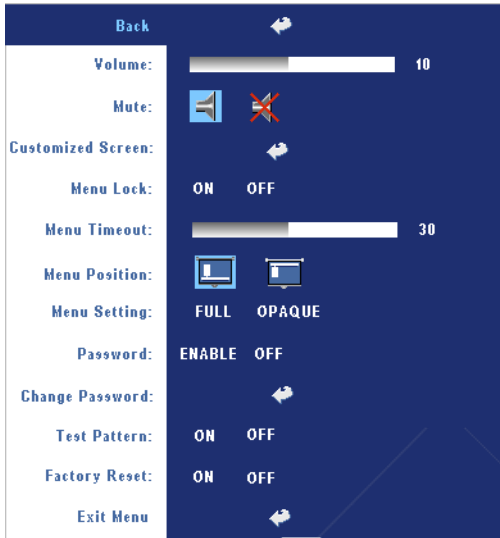 Back
Volume: 10
Mute:
Customized Screen:
Menu Lock: ON OFF
Menu Timeout: 30
Menu Position:
Menu Setting: FULL OPAQUE
Password: ENABLE OFF
Change Password:
Test Pattern: ON OFF
Factory Reset: ON OFF
Exit Menu